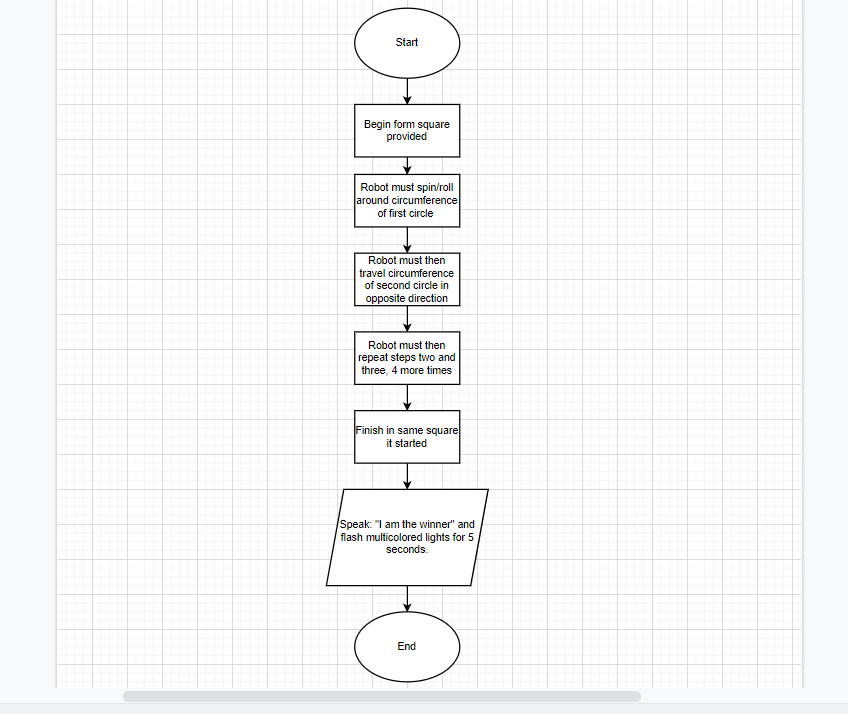 Start
Begin form square
provided
Robot must spin/roll
around circumference
of first circle
Robot must then
travel circumference
of second circle in
opposite direction
Robot must then
repeat steps two and
three, 4 more times
Finish in same square
it started
Speak: "I am the winner" and
flash multicolored lights for 5
seconds.
End